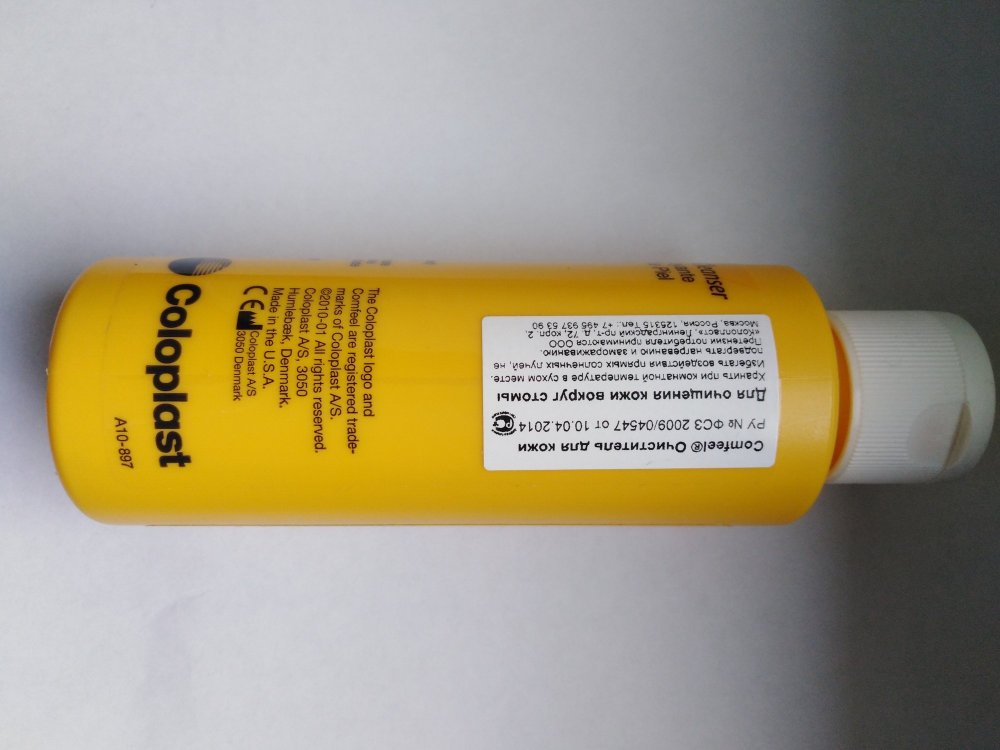 Cleanser
Piel
Comfeel® Очиститель для кожи
РУ № ФСЗ 2009/04547 от 10.04.2014
Для очищения кожи вокруг стомы
Хранить при комнатной температуре в сухом месте.
Избегать воздействия прямых солнечных лучей, не
подвергать нагреванию и замораживанию.
Претензии потребителя принимаются ООО
«Колопласт», Ленинградский пр-т, д. 72, корп. 2,
Москва, Россия, 125315 Тел.: +7 495 937 53 90
The Coloplast logo and
Comfeel are registered trade-
marks of Coloplast A/S.
©2010-01 All rights reserved.
Coloplast A/S, 3050
Humlebæk, Denmark.
Made in the U.S.A.
CE
Coloplast A/S
3050 Denmark
Coloplast
A10-897